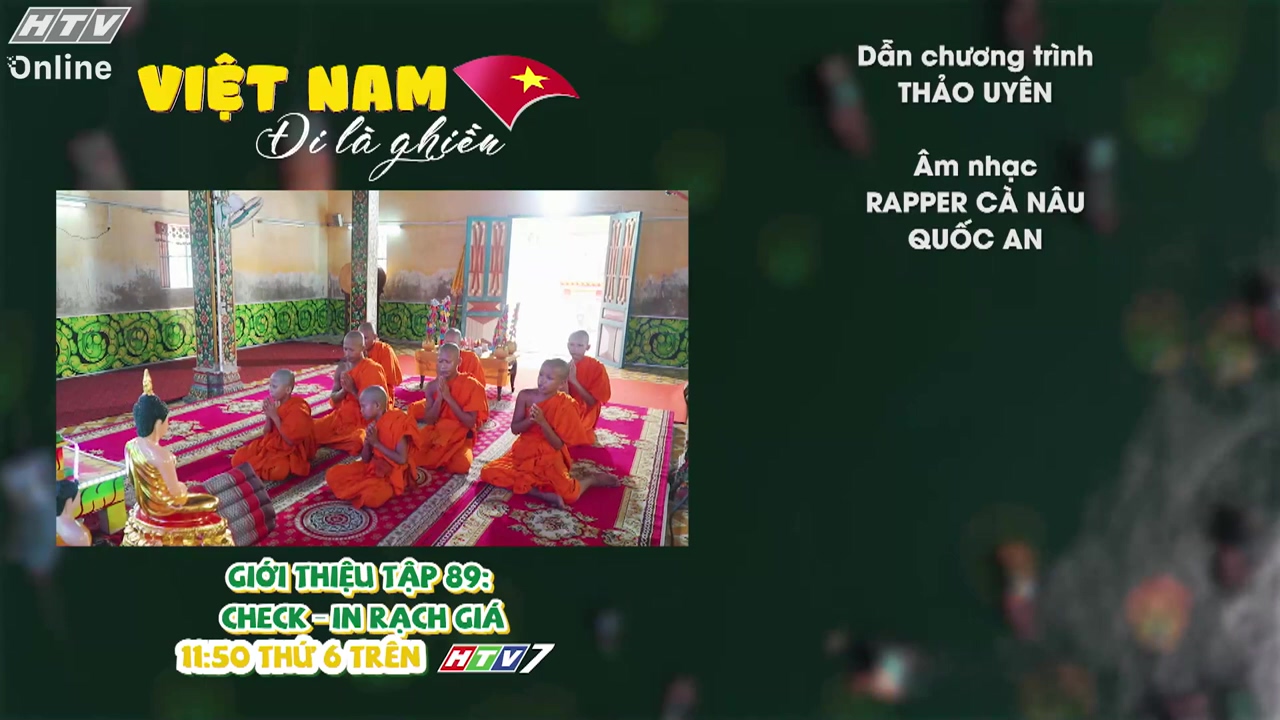 HTV
Online
VIỆT NAM
Đi là ghiền
Dẫn chương trình
THẢO UYÊN
Âm nhạc
RAPPER CÀ NÂU
QUỐC AN
GIỚI THIỆU TẬP 89:
CHECK - IN RẠCH GIÁ
11:50 THỨ 6 TRÊN HTV7